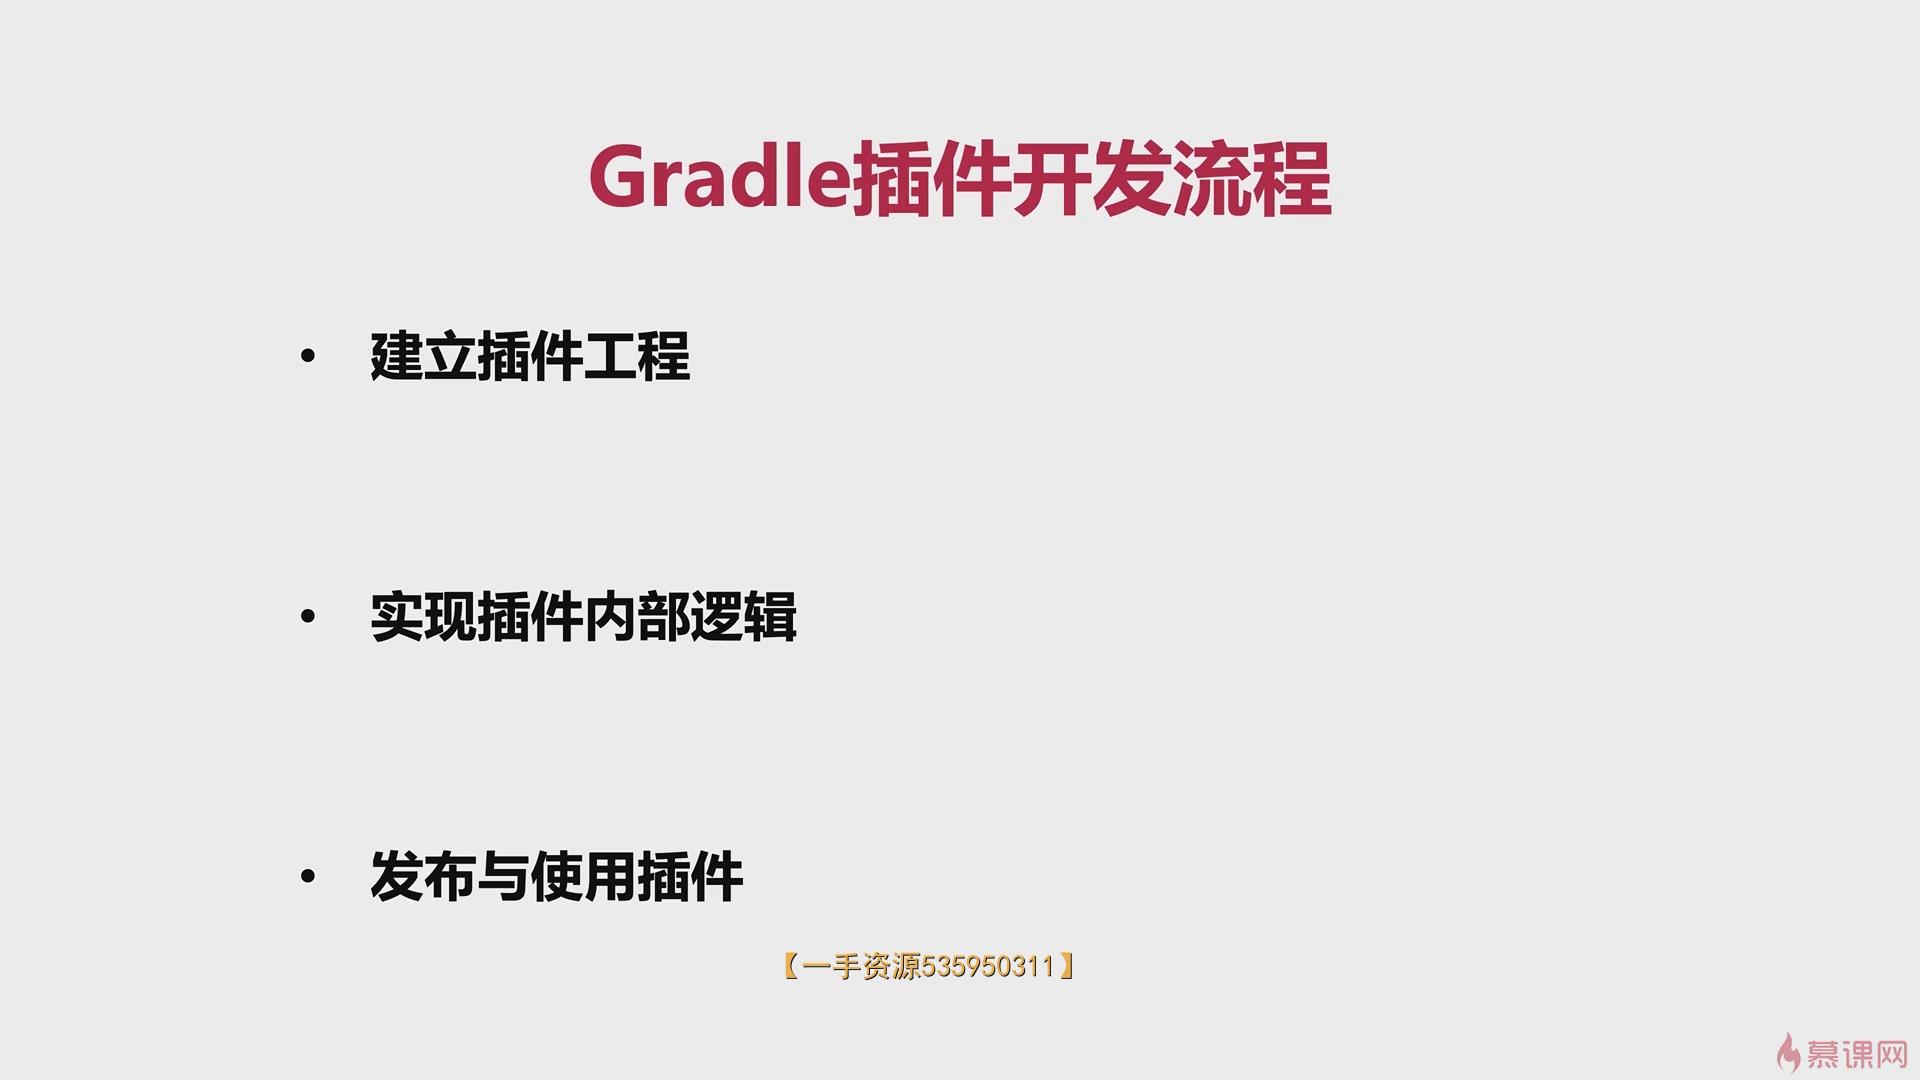 Gradle插件开发流程
• 建立插件工程
• 实现插件内部逻辑
• 发布与使用插件
【一手资源535950311】
慕课网